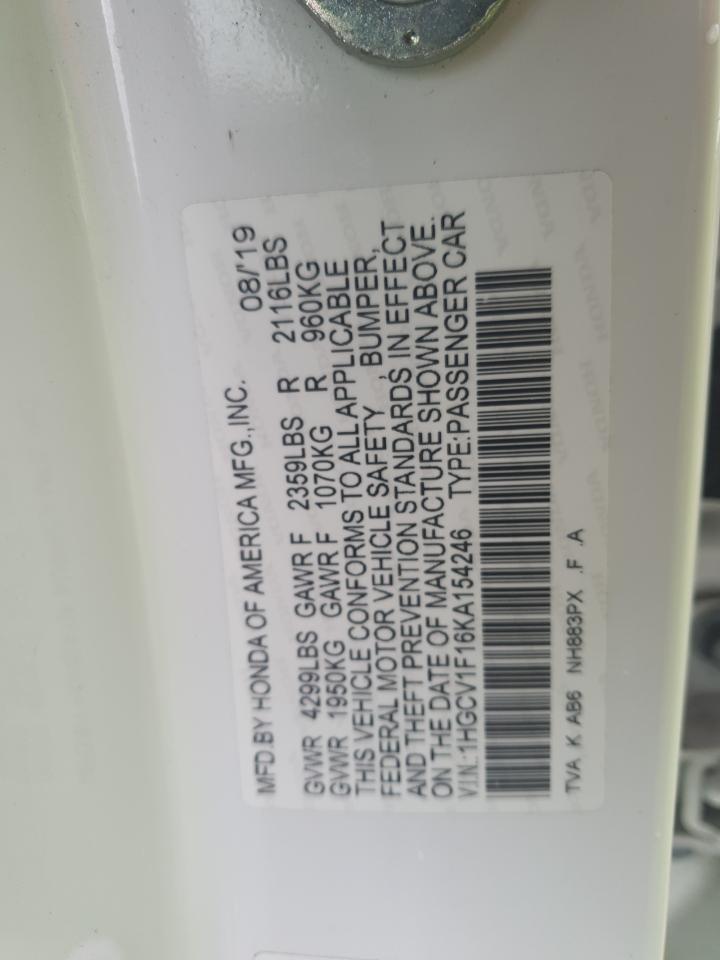 MFD.BY HONDA OF AMERICA MFG.,INC. 08/'19
GVWR 4299LBS GAWR F 2359LBS R 2116LBS
GVWR 1950KG GAWR F 1070KG R 960KG
THIS VEHICLE CONFORMS TO ALL APPLICABLE
FEDERAL MOTOR VEHICLE SAFETY , BUMPER,
AND THEFT PREVENTION STANDARDS IN EFFECT
ON THE DATE OF MANUFACTURE SHOWN ABOVE.
V.I.N.:1HGCV1F16KA154246 TYPE:PASSENGER CAR
TVA K AB6 NH883PX .F .A